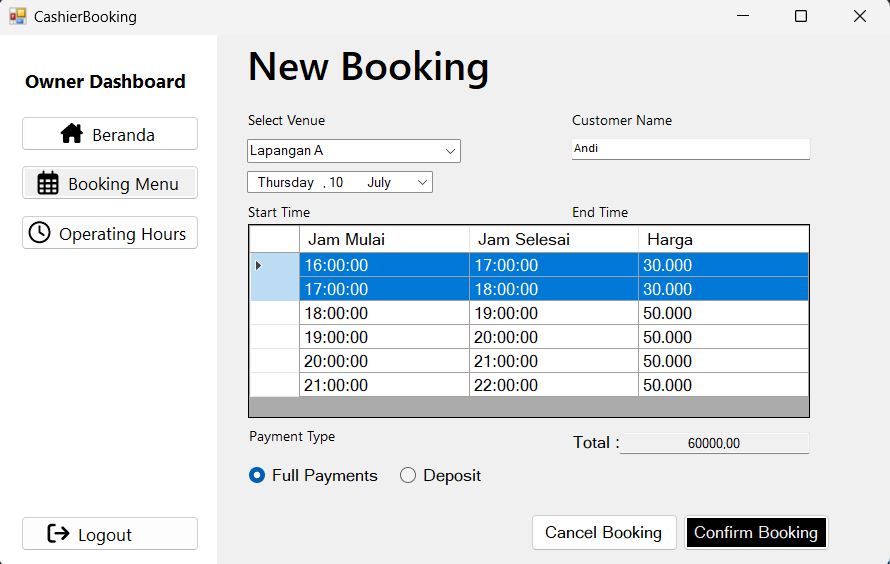 CashierBooking
Owner Dashboard
Beranda
Booking Menu
Operating Hours
Logout
New Booking
Select Venue
Customer Name
Lapangan A
Andi
Thursday , 10 July
Start Time
End Time
Jam Mulai Jam Selesai Harga
16:00:00 17:00:00 30.000
17:00:00 18:00:00 30.000
18:00:00 19:00:00 50.000
19:00:00 20:00:00 50.000
20:00:00 21:00:00 50.000
21:00:00 22:00:00 50.000
Payment Type
Total : 60000,00
Full Payments Deposit
Cancel Booking Confirm Booking